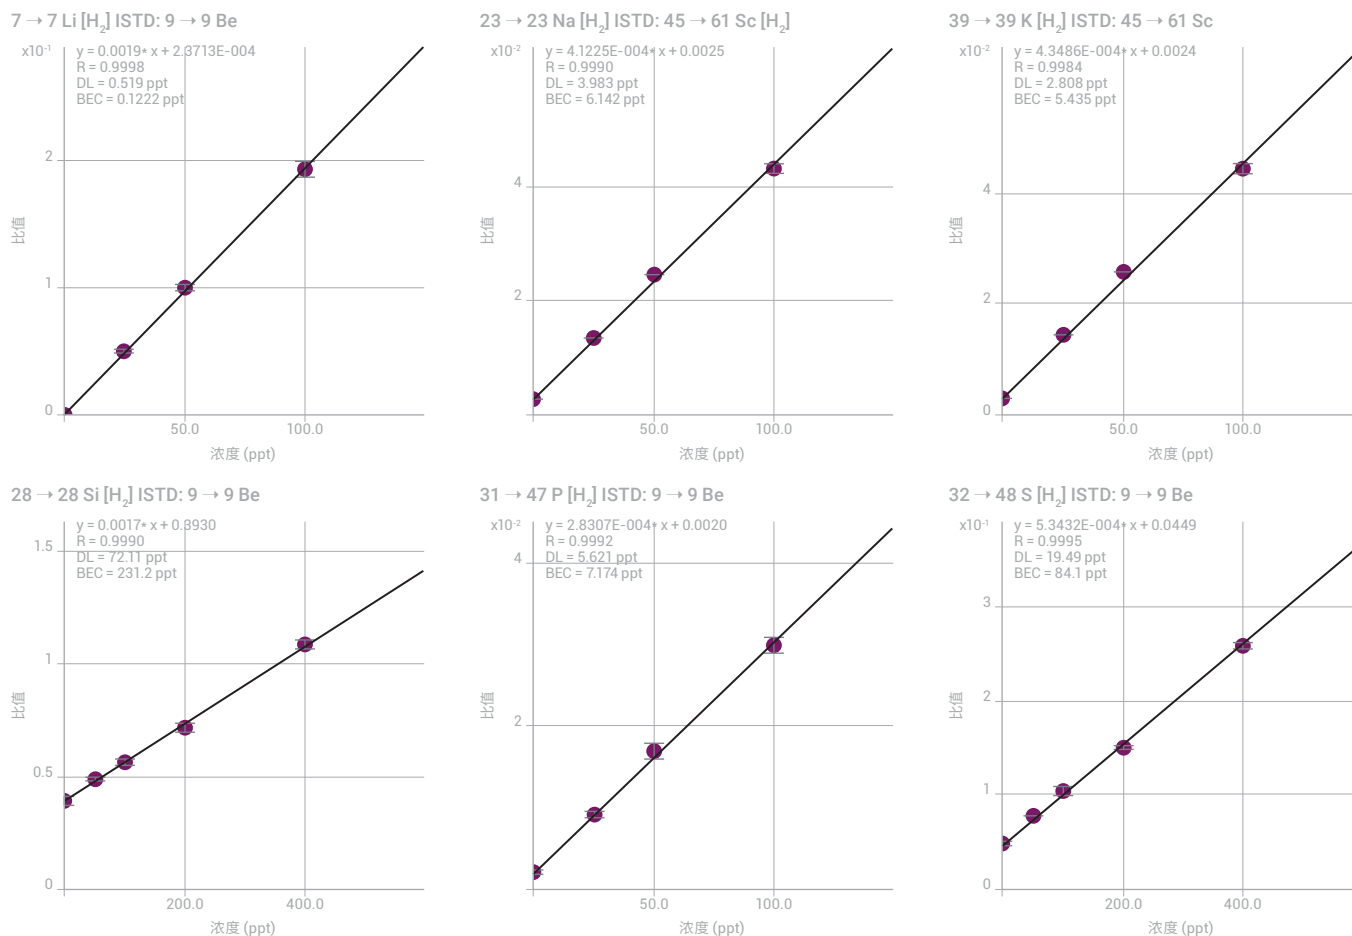 7 → 7 Li [H₂] ISTD: 9 → 9 Be
x10⁻¹
y = 0.0019* x + 2.3713E-004
R = 0.9998
DL = 0.519 ppt
BEC = 0.1222 ppt
2
1
0
比值
50.0 100.0
浓度 (ppt)
23 → 23 Na [H₂] ISTD: 45 → 61 Sc [H₂]
x10⁻²
y = 4.1225E-004* x + 0.0025
R = 0.9990
DL = 3.983 ppt
BEC = 6.142 ppt
4
2
比值
50.0 100.0
浓度 (ppt)
39 → 39 K [H₂] ISTD: 45 → 61 Sc
x10⁻²
y = 4.3486E-004* x + 0.0024
R = 0.9984
DL = 2.808 ppt
BEC = 5.435 ppt
4
2
0
比值
50.0 100.0
浓度 (ppt)
28 → 28 Si [H₂] ISTD: 9 → 9 Be
y = 0.0017* x + 0.3930
R = 0.9990
DL = 72.11 ppt
BEC = 231.2 ppt
1.5
1
0.5
0
比值
200.0 400.0
浓度 (ppt)
31 → 47 P [H₂] ISTD: 9 → 9 Be
x10⁻²
y = 2.8307E-004* x + 0.0020
R = 0.9992
DL = 5.621 ppt
BEC = 7.174 ppt
4
2
比值
50.0 100.0
浓度 (ppt)
32 → 48 S [H₂] ISTD: 9 → 9 Be
x10⁻¹
y = 5.3432E-004* x + 0.0449
R = 0.9995
DL = 19.49 ppt
BEC = 84.1 ppt
3
2
1
0
比值
200.0 400.0
浓度 (ppt)